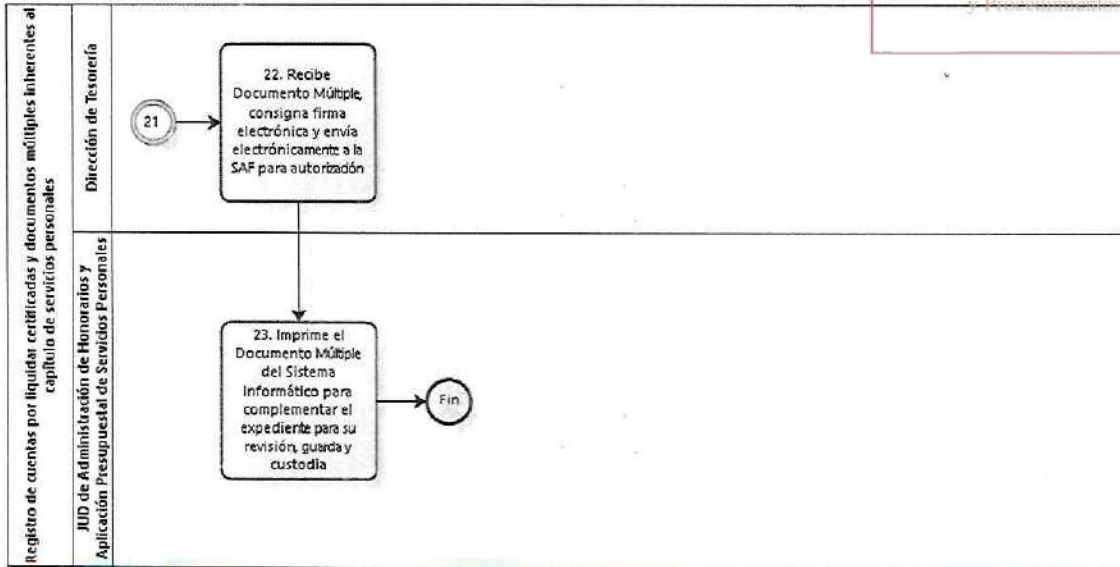 y Procedimientos
Registro de cuentas por liquidar certificadas y documentos múltiples inherentes al
capítulo de servicios personales
Dirección de Tesorería
21
22. Recibe
Documento Múltiple,
consigna firma
electrónica y envía
electrónicamente a la
SAF para autorización
JUD de Administración de Honorarios y
Aplicación Presupuestal de Servicios Personales
23. Imprime el
Documento Múltiple
del Sistema
Informático para
complementar el
expediente para su
revisión, guarda y
custodia
Fin